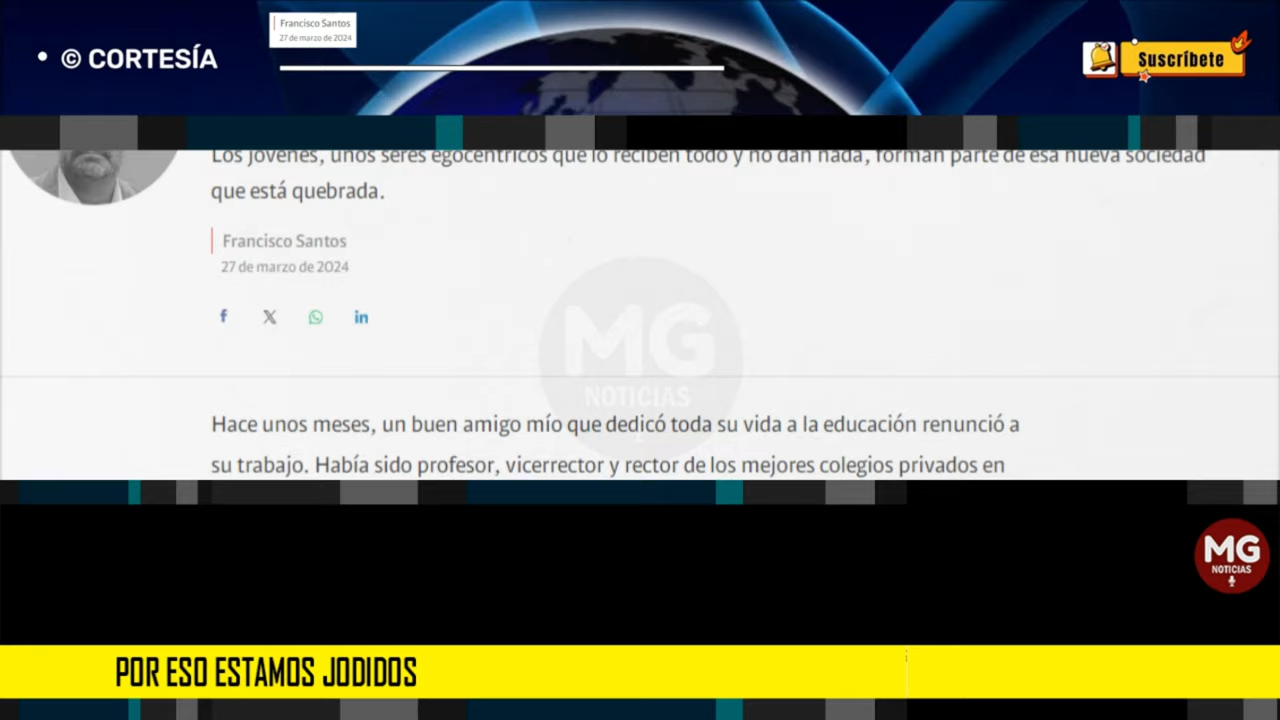 Francisco Santos
27 de marzo de 2024
© CORTESÍA
Suscríbete
Los jóvenes, unos seres egocéntricos que lo reciben todo y no dan nada, forman parte de esa nueva sociedad
que está quebrada.
Francisco Santos
27 de marzo de 2024
MG
NOTICIAS
Hace unos meses, un buen amigo mío que dedicó toda su vida a la educación renunció a
su trabajo. Había sido profesor, vicerrector y rector de los mejores colegios privados en
MG
NOTICIAS
POR ESO ESTAMOS JODIDOS